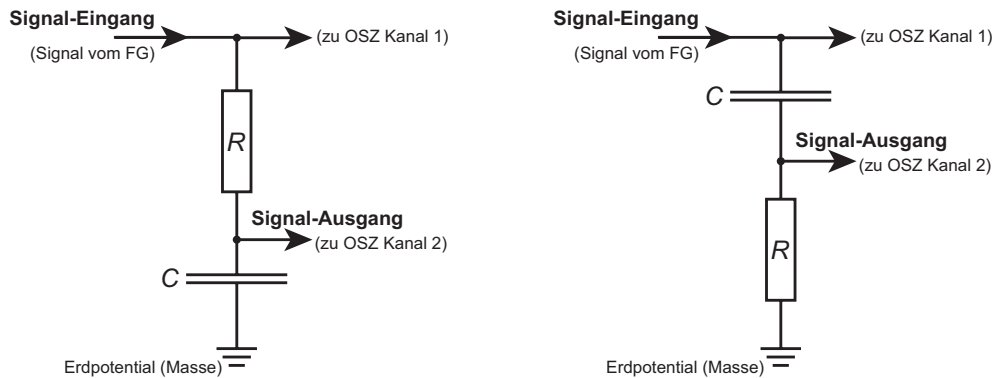 Signal-Eingang
(Signal vom FG)
(zu OSZ Kanal 1)
R
Signal-Ausgang
(zu OSZ Kanal 2)
C
Erdpotential (Masse)
Signal-Eingang
(Signal vom FG)
(zu OSZ Kanal 1)
C
Signal-Ausgang
(zu OSZ Kanal 2)
R
Erdpotential (Masse)